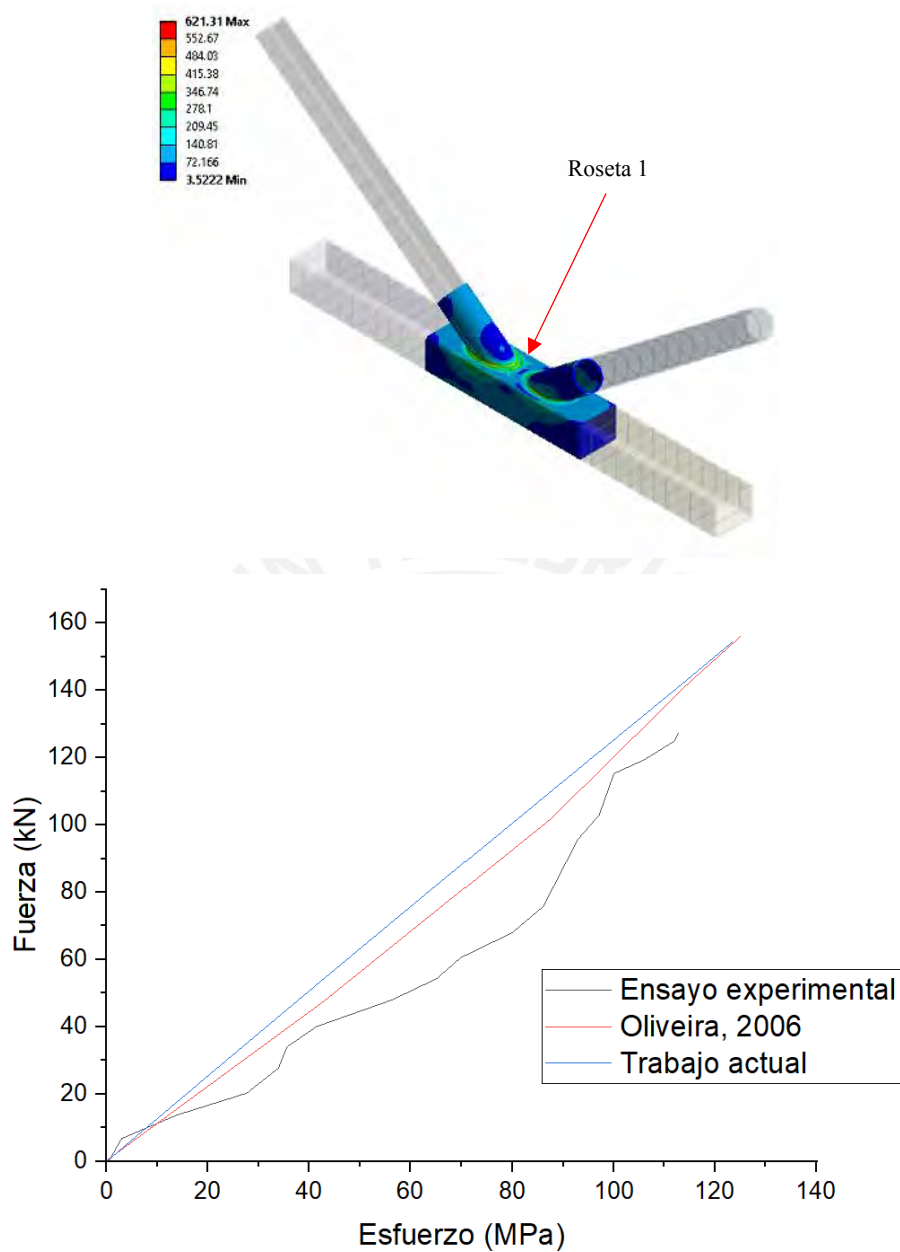 621.31 Max
552.67
484.03
415.38
346.74
278.1
209.45
140.81
72.166
3.5222 Min
Roseta 1
160
140
120
100
80
60
40
20
0
Fuerza (kN)
Ensayo experimental
Oliveira, 2006
Trabajo actual
0 20 40 60 80 100 120 140
Esfuerzo (MPa)